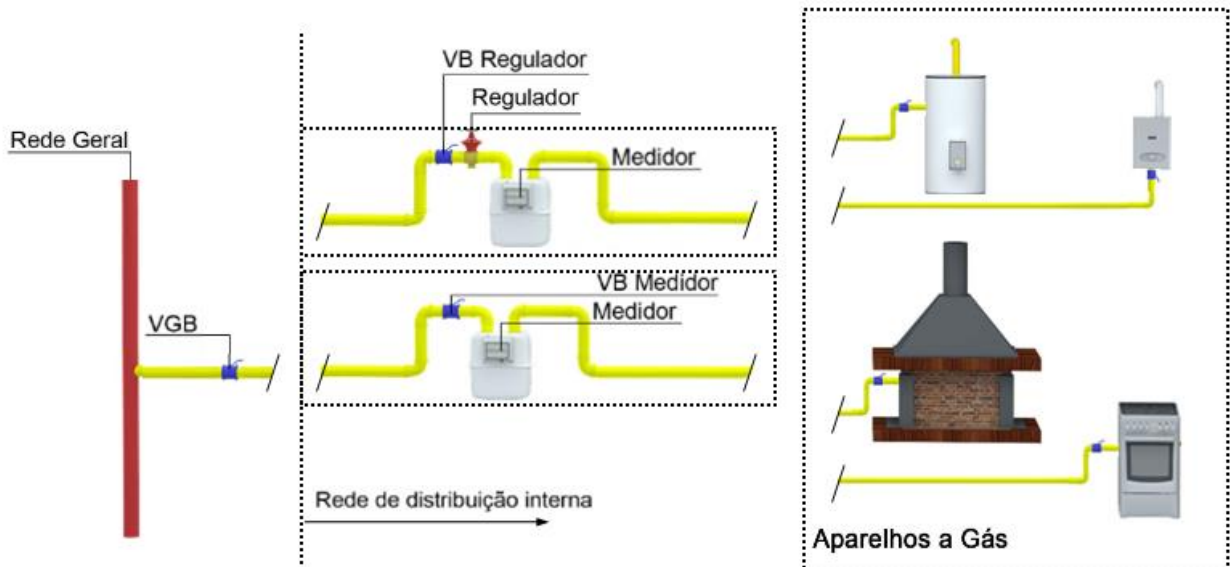 Rede Geral
VGB
VB Regulador
Regulador
Medidor
VB Medidor
Medidor
Rede de distribuição interna
Aparelhos a Gás